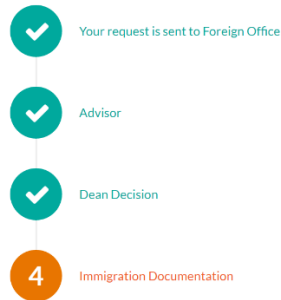 Your request is sent to Foreign Office
Advisor
Dean Decision
4
Immigration Documentation